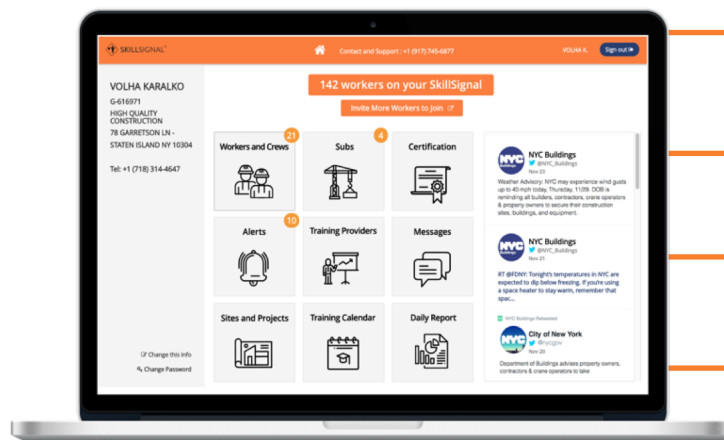 SKILLSIGNAL
Contact and Support : +1 (917) 745-6877
VOLHA K.
Sign out
VOLHA KARALKO
G-616971
HIGH QUALITY
CONSTRUCTION
78 GARRETSON LN -
STATEN ISLAND NY 10304
Tel: +1 (718) 314-4647
Change this info
Change Password
142 workers on your SkillSignal
Invite More Workers to Join
21
Workers and Crews
4
Subs
Certification
10
Alerts
Training Providers
Messages
Sites and Projects
Training Calendar
Daily Report
NYC
NYC Buildings
@NYC_Buildings
Nov 23
Weather Advisory: NYC may experience wind gusts
up to 40 mph today, Thursday, 11/29. DOB is
reminding all builders, contractors, crane operators
& property owners to secure their construction
sites, buildings, and equipment.
NYC
NYC Buildings
@NYC_Buildings
Nov 21
RT @FDNY: Tonight's temperatures in NYC are
expected to dip below freezing. If you're using
a space heater to stay warm, remember that
spac...
NYC Buildings Retweeted
NYC
City of New York
@nycgov
Nov 20
Department of Buildings advises property owners,
contractors & crane operators to take